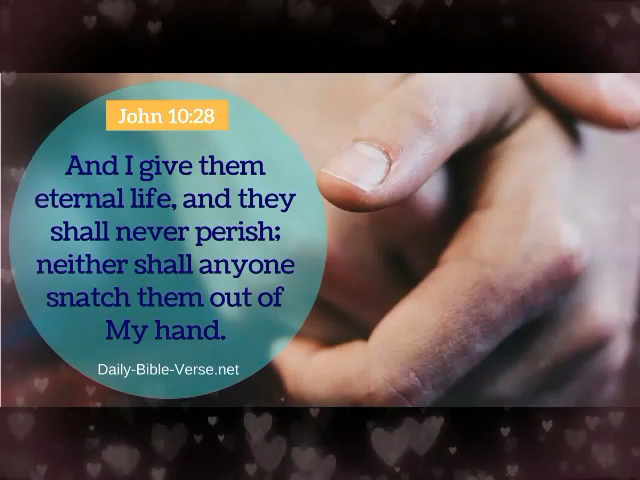 John 10:28
And I give them
eternal life, and they
shall never perish;
neither shall anyone
snatch them out of
My hand.
Daily-Bible-Verse.net